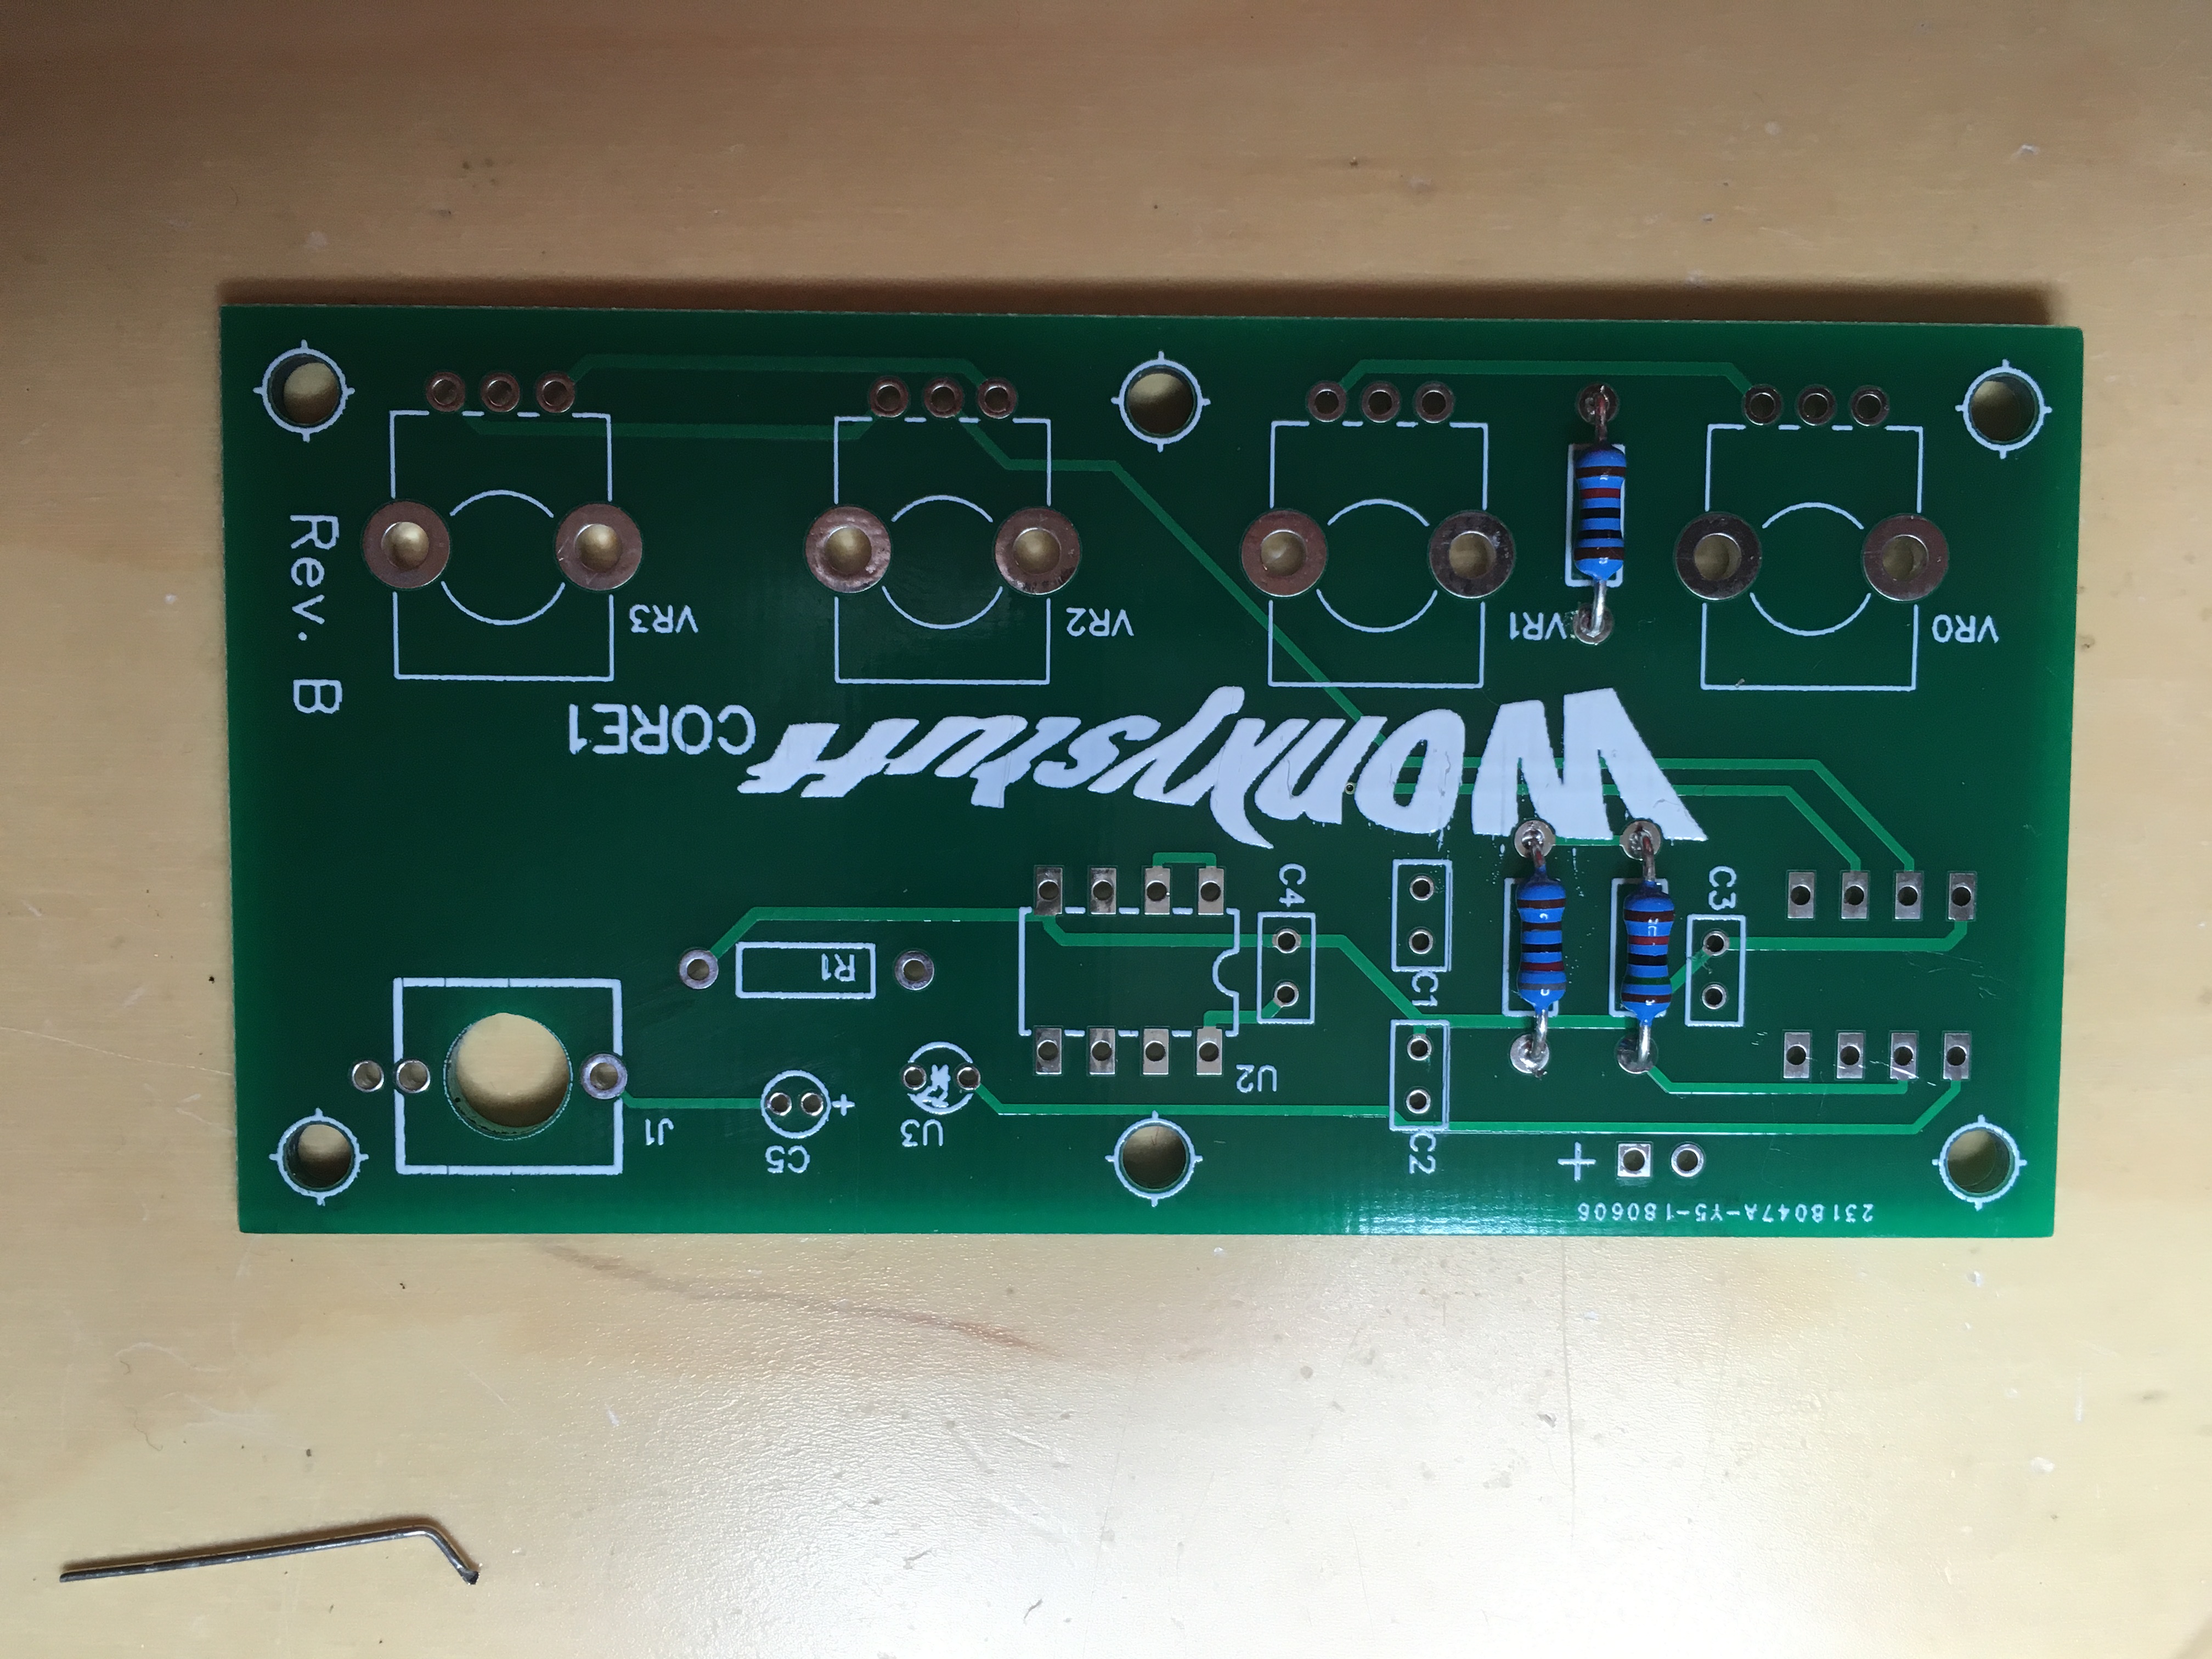 2318047A-Y5-180606
+
C2
U3
C5
+
J1
U2
C1
R1
C3
C4
Wonkystuff CORE1
Rev. B
VR0
VR1
VR2
VR3